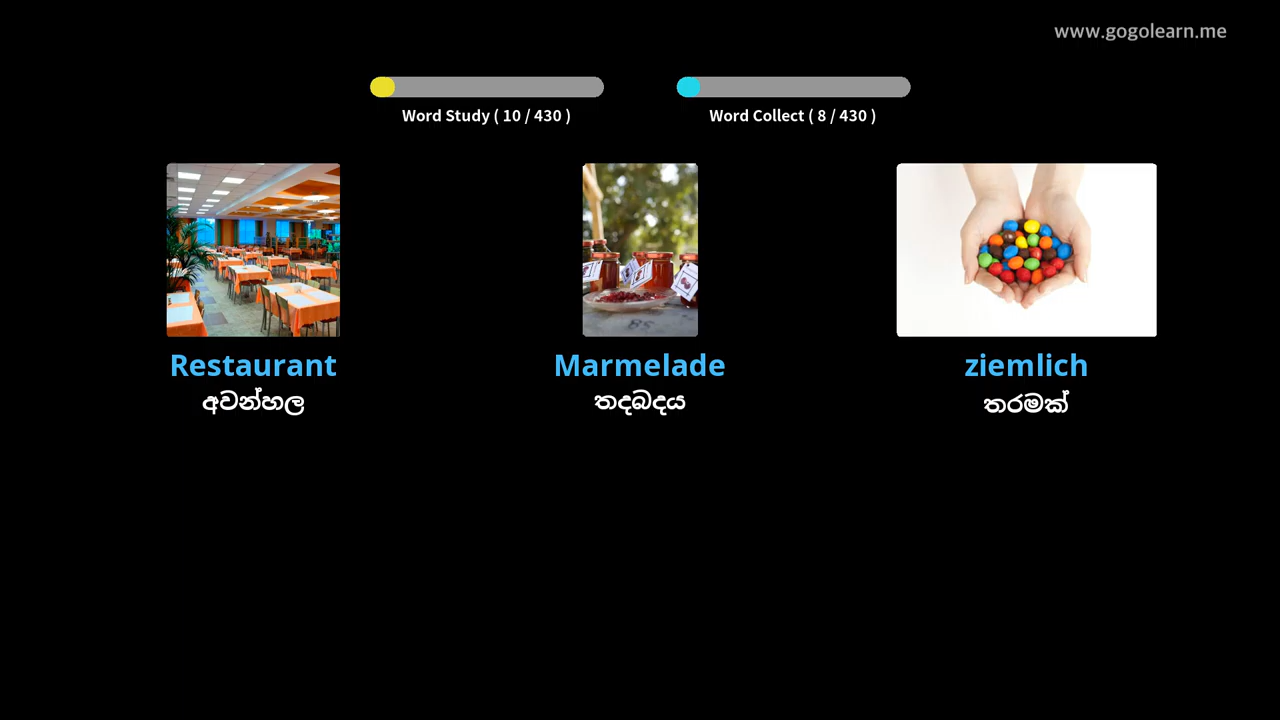 www.gogolearn.me
Word Study ( 10 / 430 )
Word Collect ( 8 / 430 )
Restaurant
අවන්හල
Marmelade
තදබදය
ziemlich
තරමක්